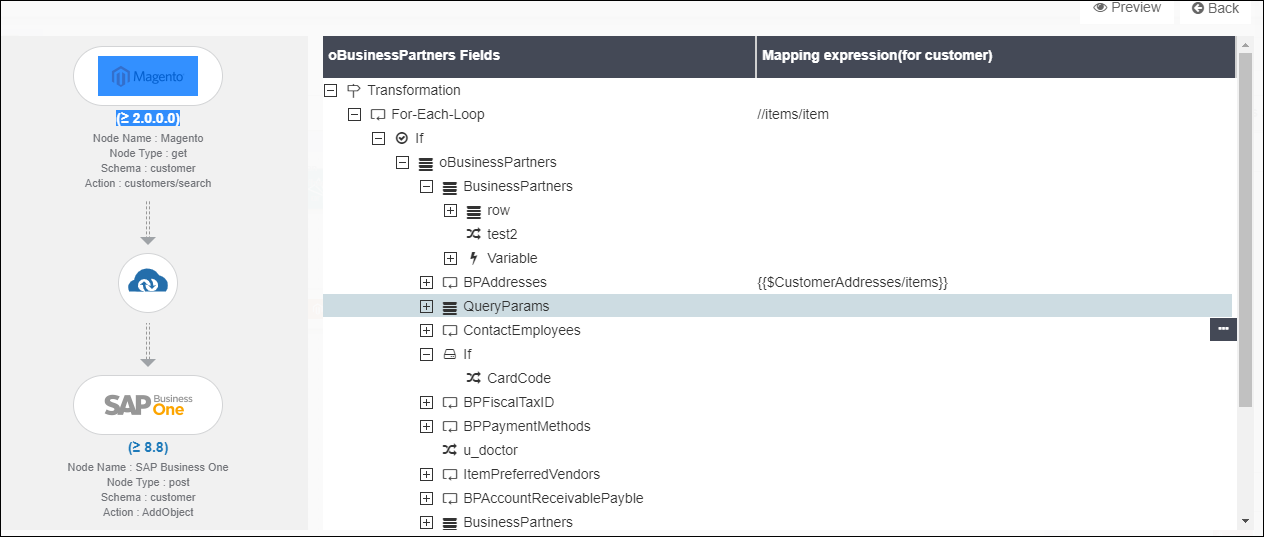 Preview Back
Magento
(≥ 2.0.0.0)
Node Name : Magento
Node Type : get
Schema : customer
Action : customers/search
SAP Business One
(≥ 8.8)
Node Name : SAP Business One
Node Type : post
Schema : customer
Action : AddObject
oBusinessPartners Fields Mapping expression(for customer)
Transformation
For-Each-Loop //items/item
If
oBusinessPartners
BusinessPartners
row
test2
Variable
BPAddresses {{$CustomerAddresses/items}}
QueryParams
ContactEmployees
If
CardCode
BPFiscalTaxID
BPPaymentMethods
u_doctor
ItemPreferredVendors
BPAccountReceivablePayble
BusinessPartners